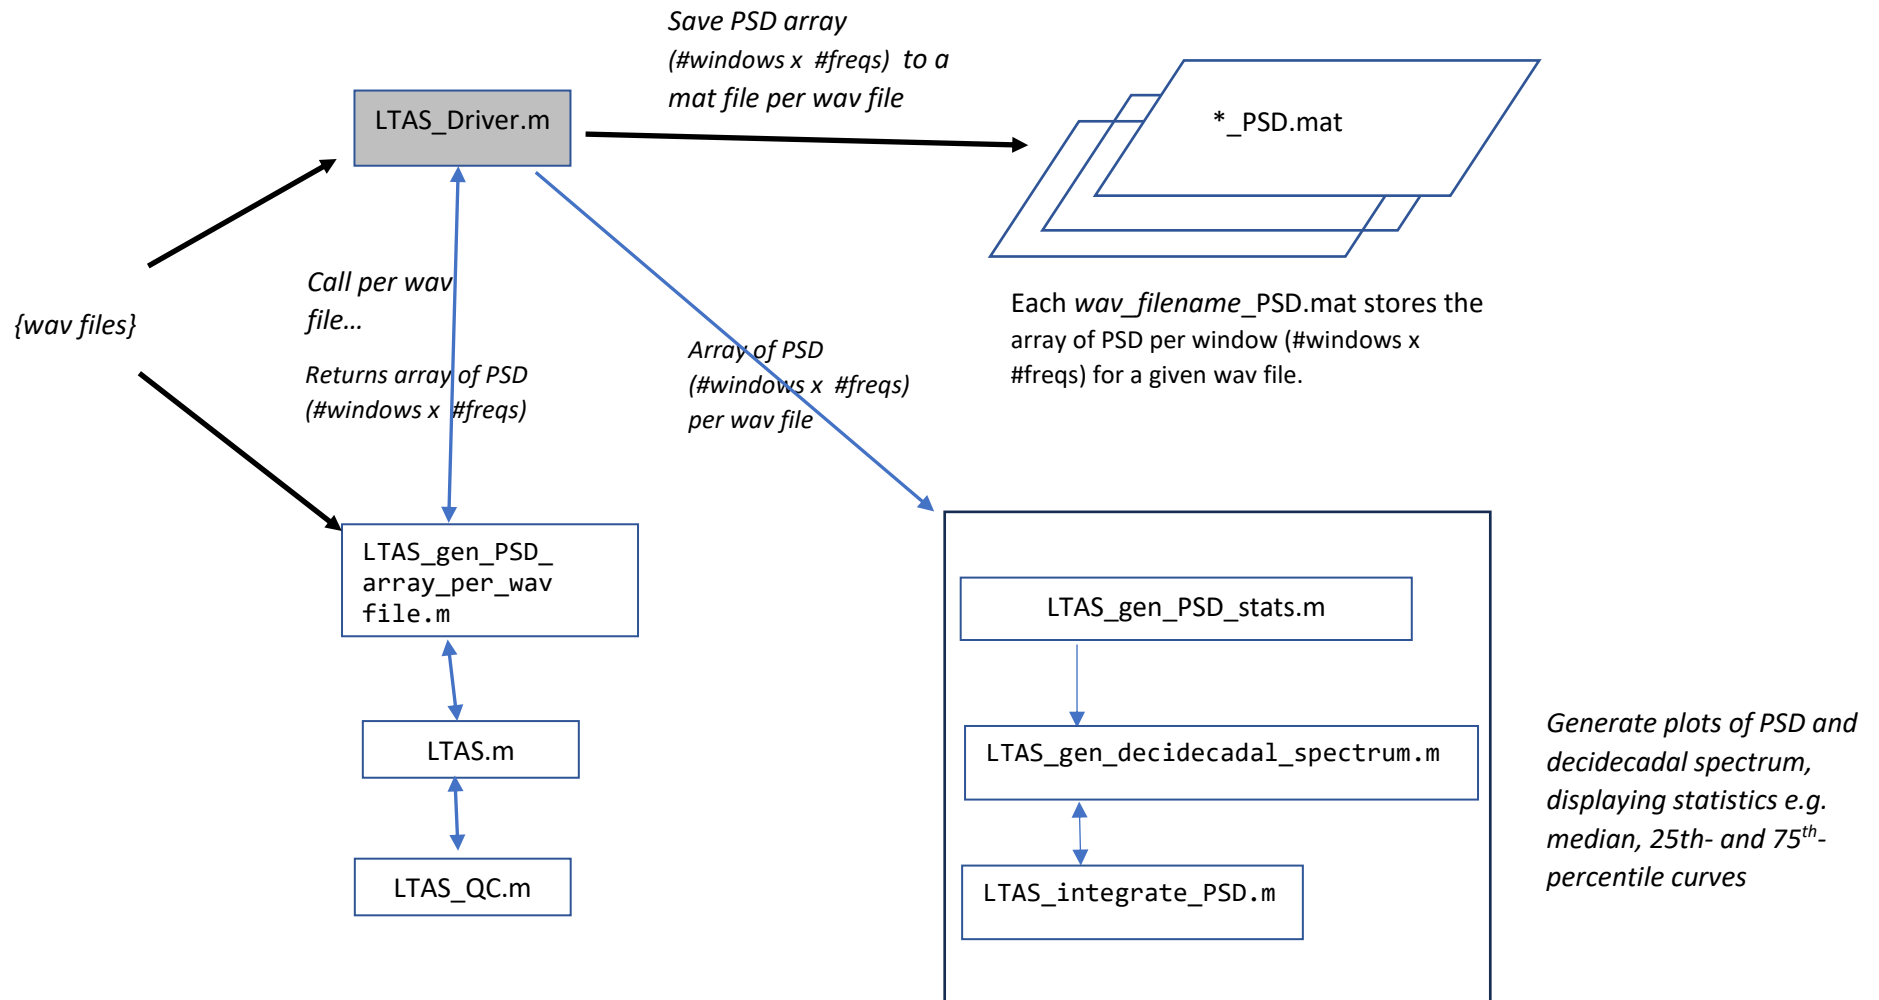 Save PSD array
(#windows x #freqs) to a
mat file per wav file
LTAS_Driver.m
*_PSD.mat
{wav files}
Call per wav
file…
Returns array of PSD
(#windows x #freqs)
Array of PSD
(#windows x #freqs)
per wav file
Each wav_filename_PSD.mat stores the
array of PSD per window (#windows x
#freqs) for a given wav file.
LTAS_gen_PSD_
array_per_wav
file.m
LTAS.m
LTAS_QC.m
LTAS_gen_PSD_stats.m
LTAS_gen_decidecadal_spectrum.m
LTAS_integrate_PSD.m
Generate plots of PSD and
decidecadal spectrum,
displaying statistics e.g.
median, 25th- and 75th-
percentile curves